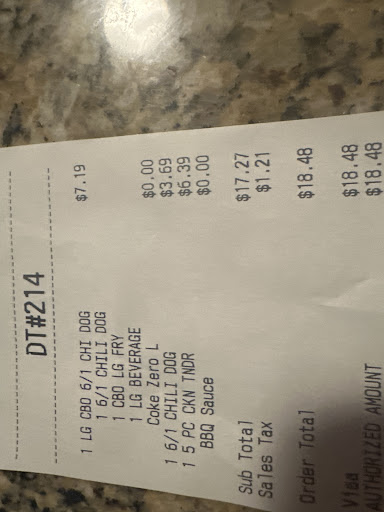 DT#214
1 LG CBO 6/1 CHI DOG $7.19
1 6/1 CHILI DOG
1 CBO LG FRY
1 LG BEVERAGE
Coke Zero L $0.00
1 6/1 CHILI DOG $3.69
1 5 PC CKN TNDR $6.39
BBQ Sauce $0.00
Sub Total $17.27
Sales Tax $1.21
Order Total $18.48
Visa $18.48
AUTHORIZED AMOUNT $18.48